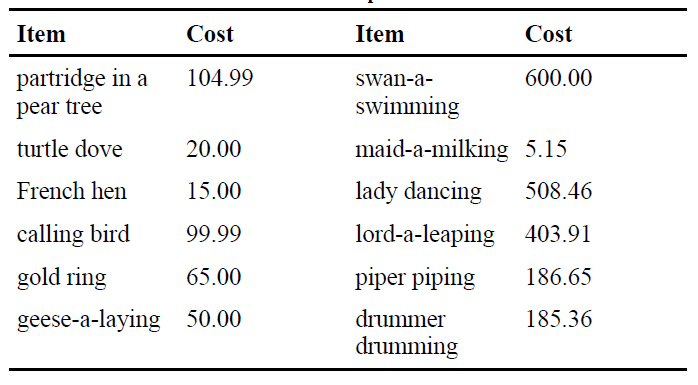 Item Cost Item Cost
partridge in a pear tree 104.99 swan-a-swimming 600.00
turtle dove 20.00 maid-a-milking 5.15
French hen 15.00 lady dancing 508.46
calling bird 99.99 lord-a-leaping 403.91
gold ring 65.00 piper piping 186.65
geese-a-laying 50.00 drummer drumming 185.36